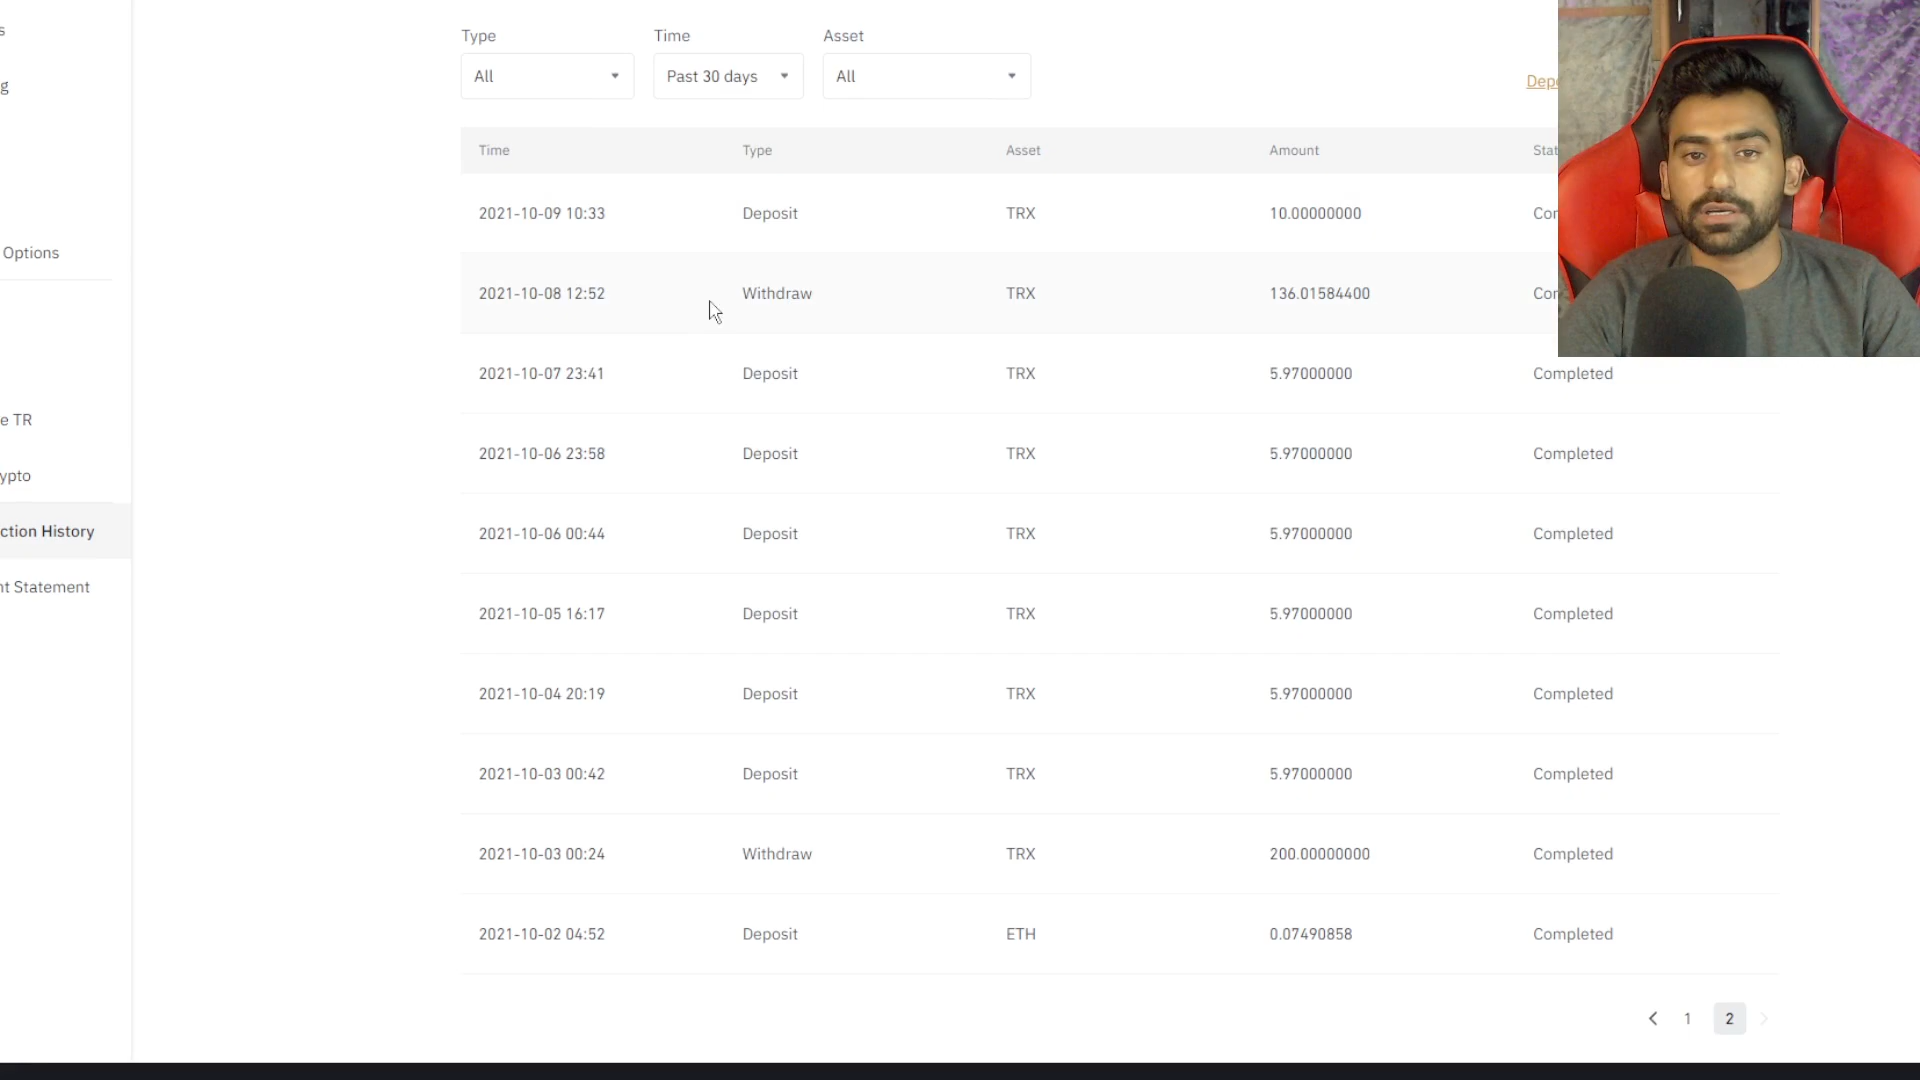 s
g
Options
e TR
ypto
ction History
nt Statement
Type Time Asset
All Past 30 days All
Depo
Time Type Asset Amount Stat
2021-10-09 10:33 Deposit TRX 10.00000000 Com
2021-10-08 12:52 Withdraw TRX 136.01584400 Com
2021-10-07 23:41 Deposit TRX 5.97000000 Completed
2021-10-06 23:58 Deposit TRX 5.97000000 Completed
2021-10-06 00:44 Deposit TRX 5.97000000 Completed
2021-10-05 16:17 Deposit TRX 5.97000000 Completed
2021-10-04 20:19 Deposit TRX 5.97000000 Completed
2021-10-03 00:42 Deposit TRX 5.97000000 Completed
2021-10-03 00:24 Withdraw TRX 200.00000000 Completed
2021-10-02 04:52 Deposit ETH 0.07490858 Completed
1 2